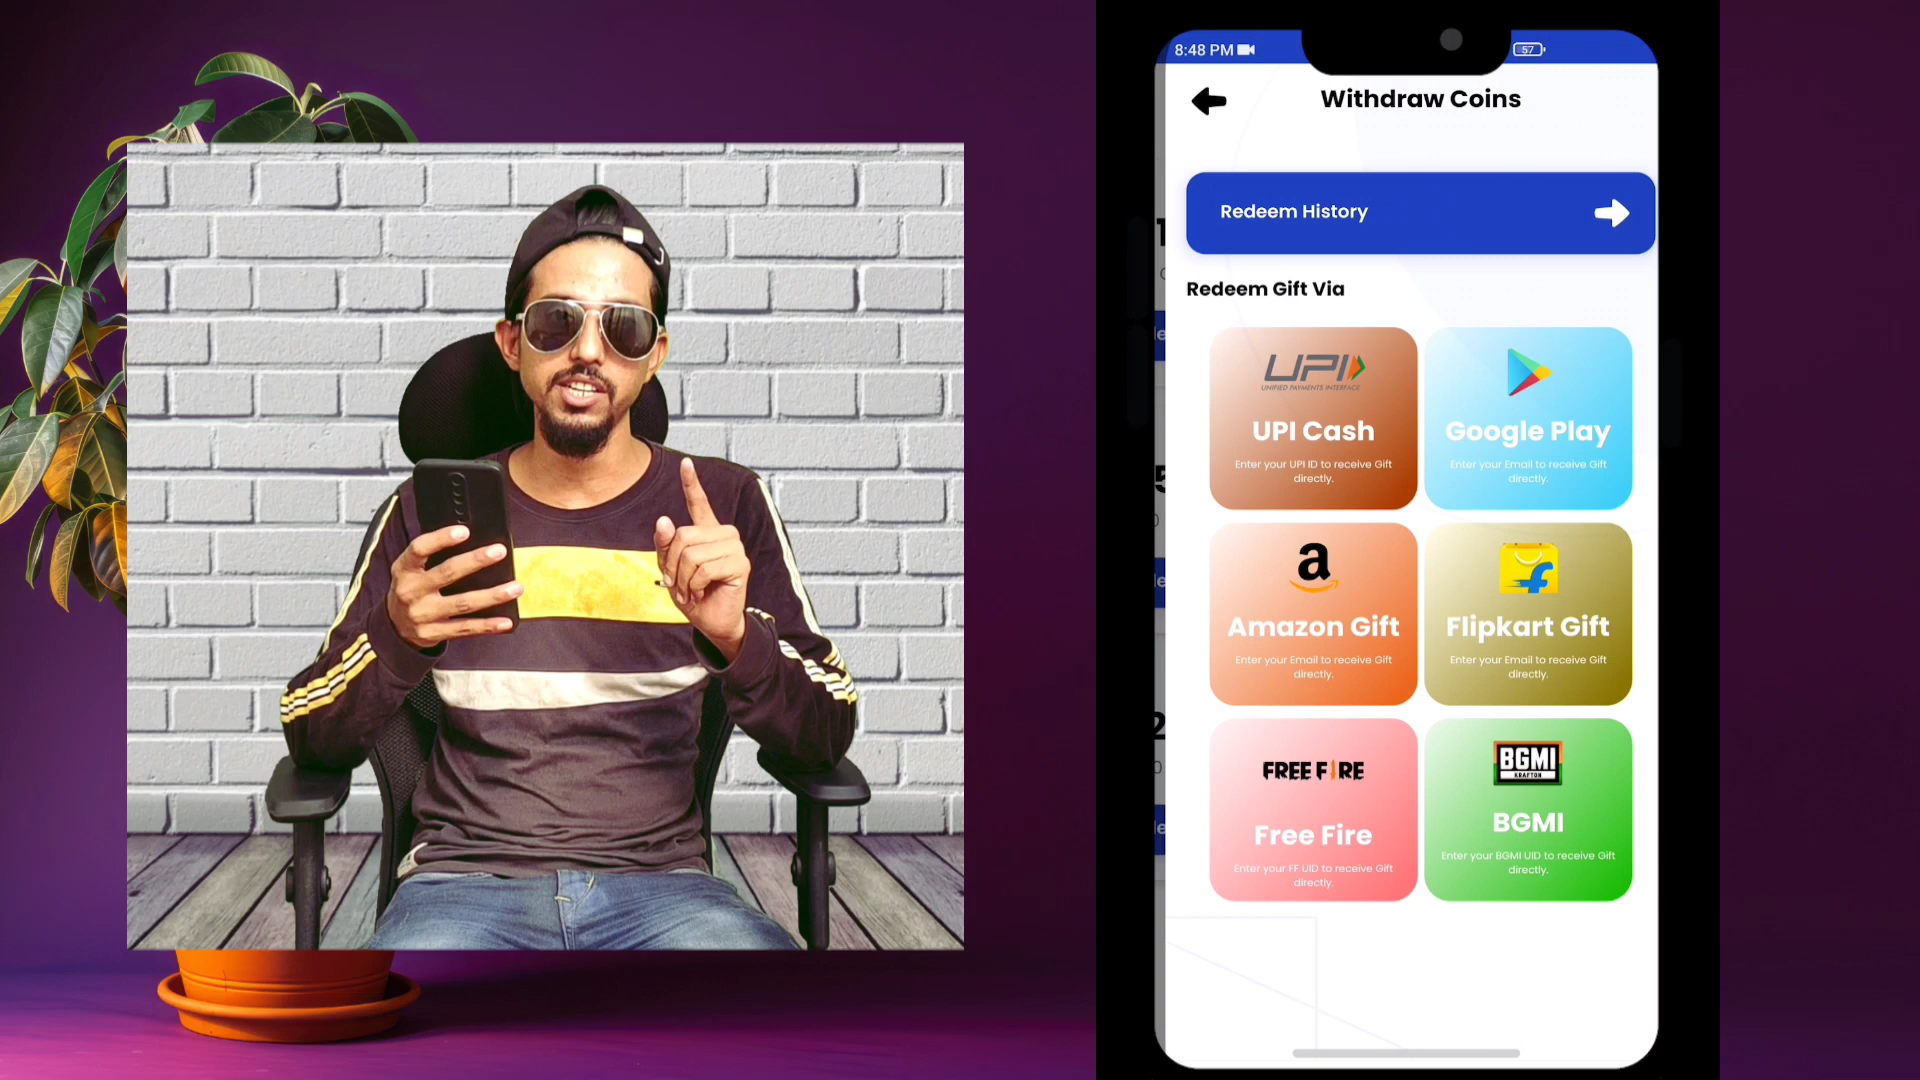 8:48 PM
57
Withdraw Coins
Redeem History
Redeem Gift Via
UPI
UNIFIED PAYMENTS INTERFACE
UPI Cash
Enter your UPI ID to receive Gift
directly.
Google Play
Enter your Email to receive Gift
directly.
a
Amazon Gift
Enter your Email to receive Gift
directly.
f
Flipkart Gift
Enter your Email to receive Gift
directly.
FREE FIRE
Free Fire
Enter your FF UID to receive Gift
directly.
BGMI
KRAFTON
BGMI
Enter your BGMI UID to receive Gift
directly.